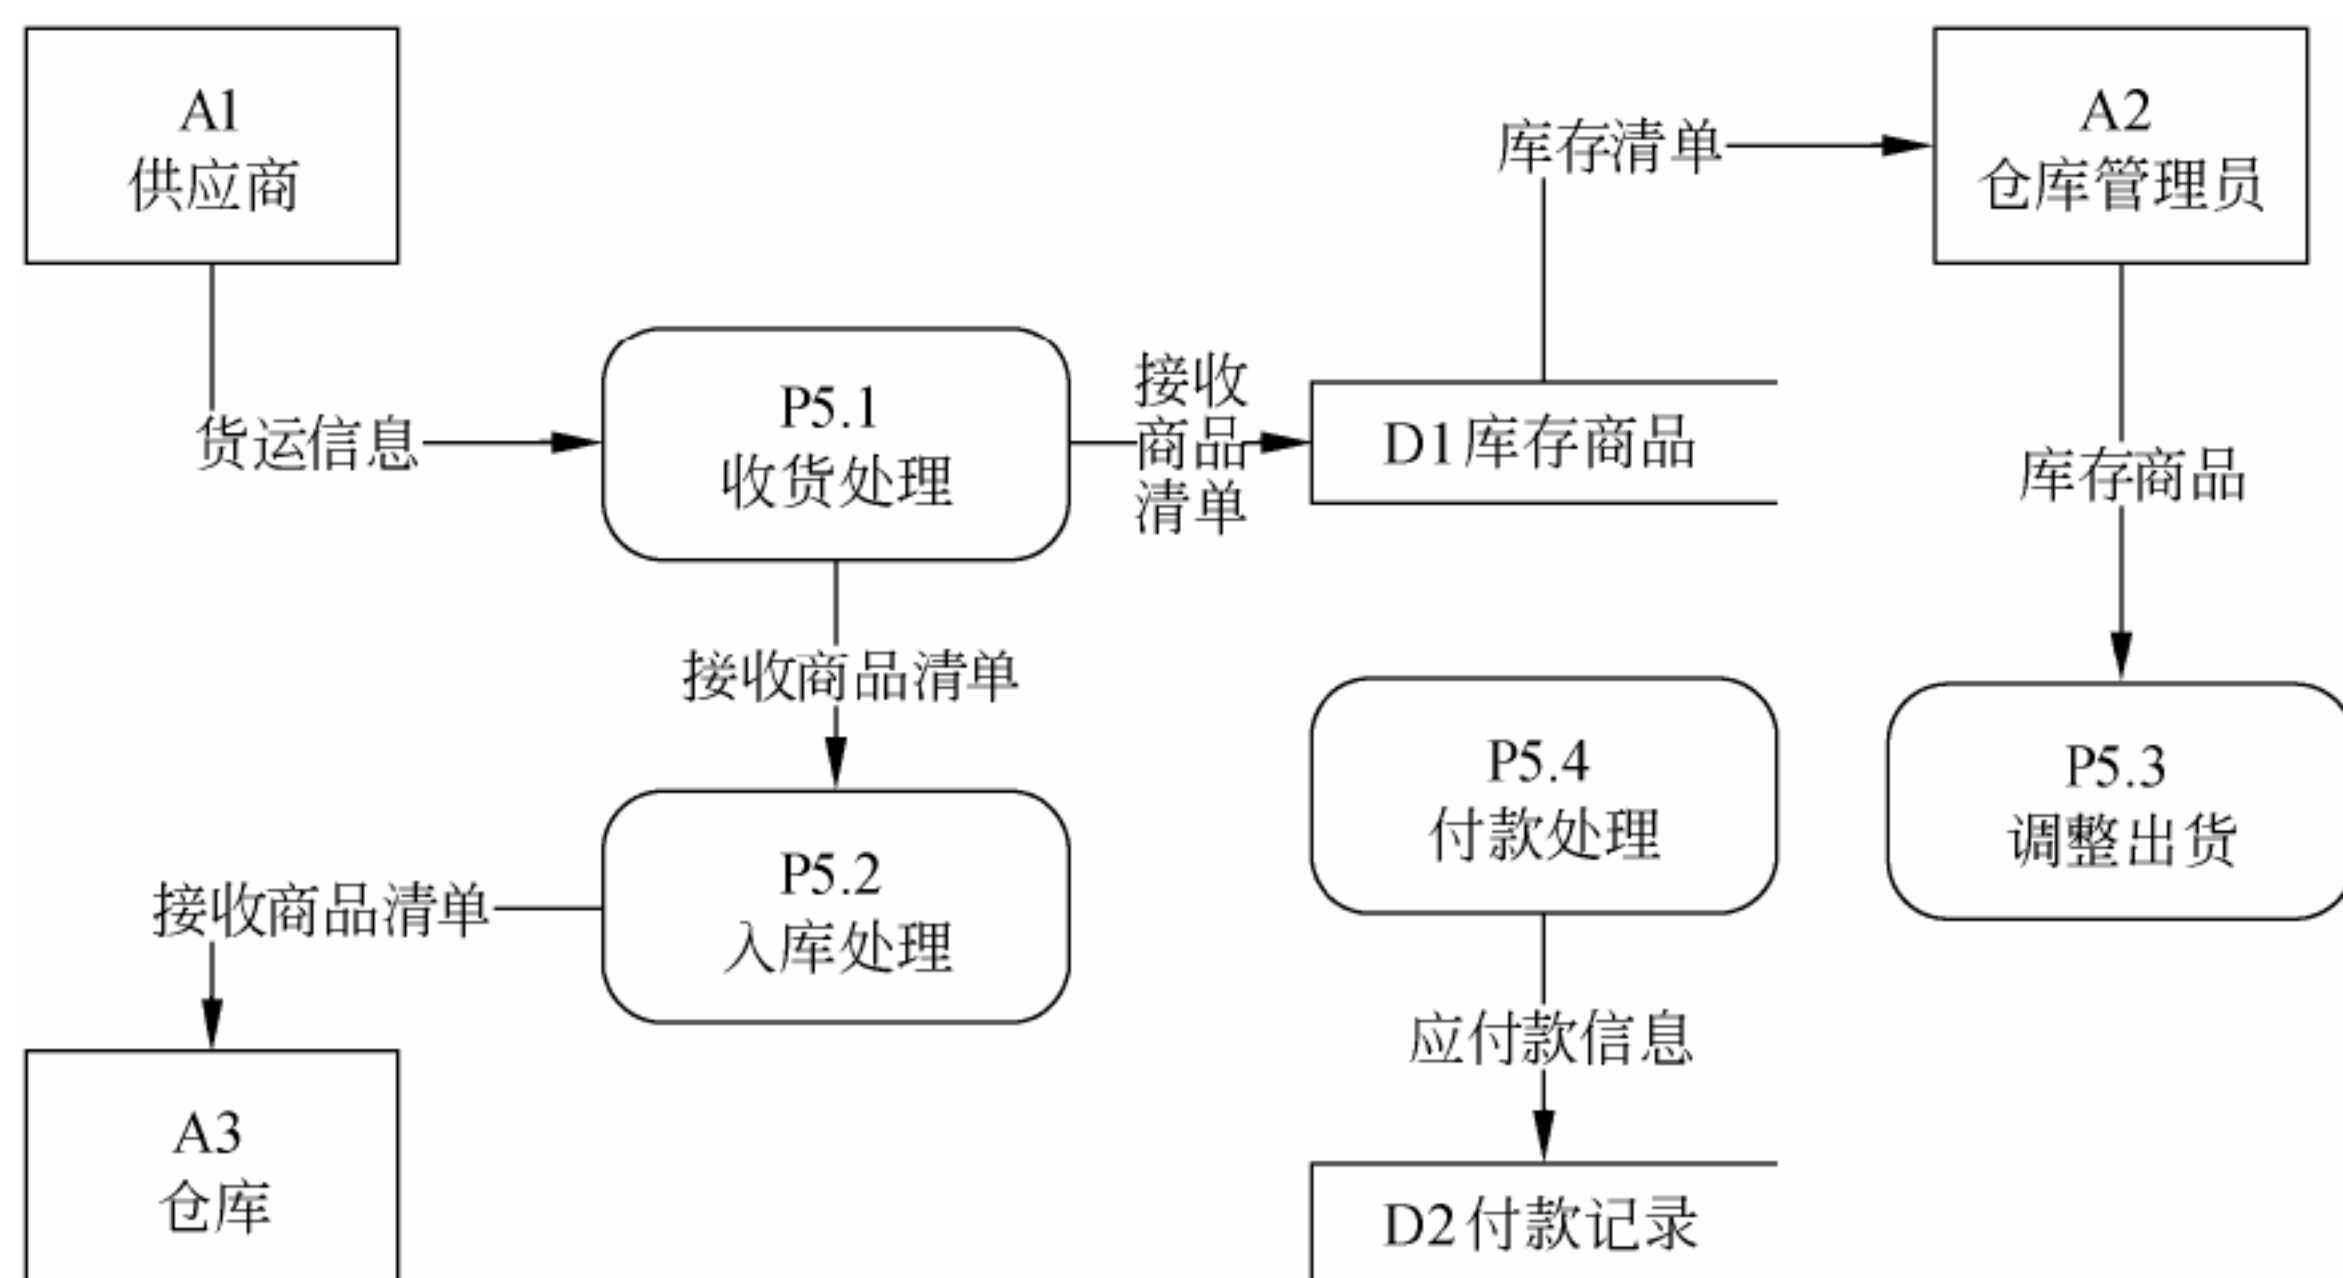 A1
供应商
A2
仓库管理员
库存清单
货运信息
P5.1
收货处理
接收
商品
清单
D1库存商品
库存商品
接收商品清单
P5.4
付款处理
P5.3
调整出货
接收商品清单
P5.2
入库处理
应付款信息
A3
仓库
D2付款记录